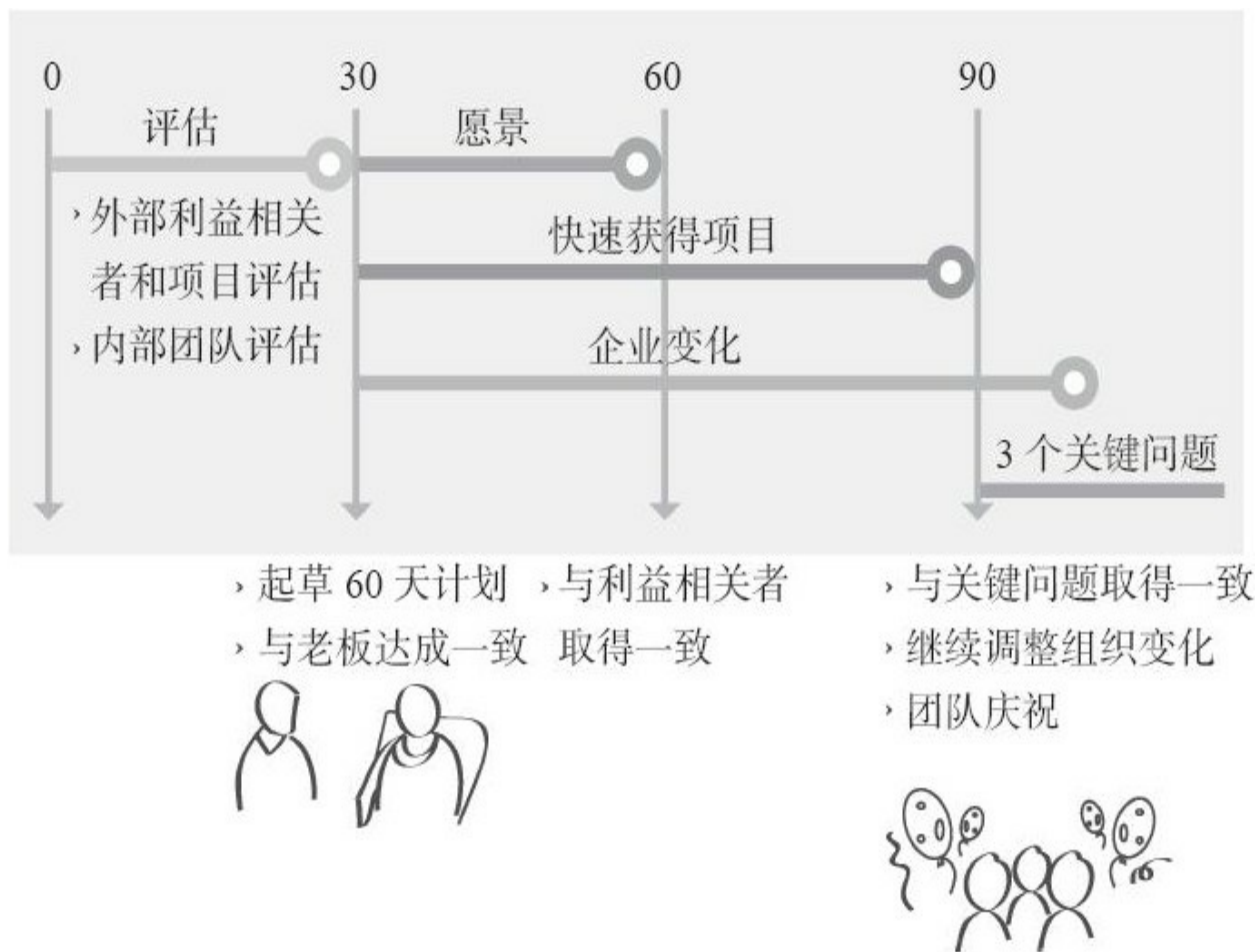 0
30
60
90
评估
愿景
› 外部利益相关
者和项目评估
› 内部团队评估
快速获得项目
企业变化
3 个关键问题
› 起草 60 天计划
› 与老板达成一致
› 与利益相关者
取得一致
› 与关键问题取得一致
› 继续调整组织变化
› 团队庆祝